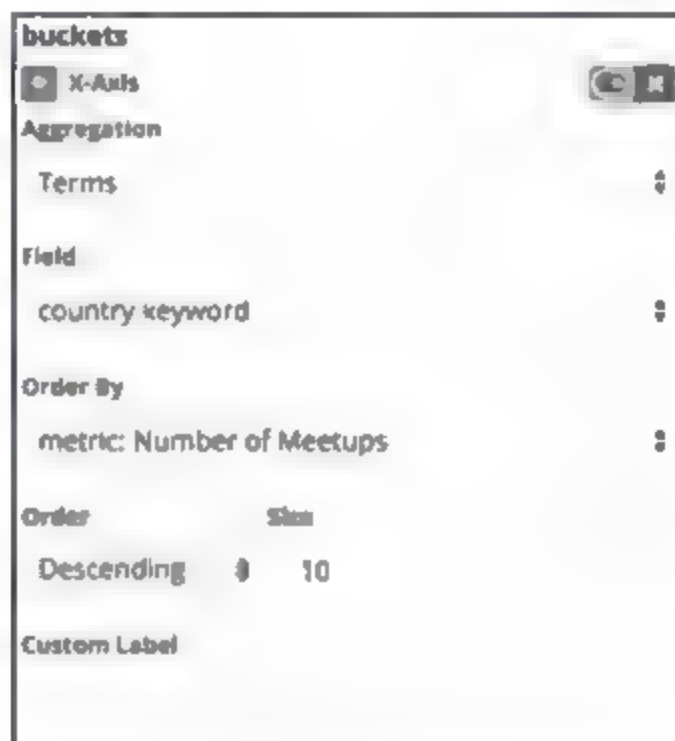 buckets
X-Axis
Aggregation
Terms
Field
country keyword
Order By
metric: Number of Meetups
Order Size
Descending 10
Custom Label